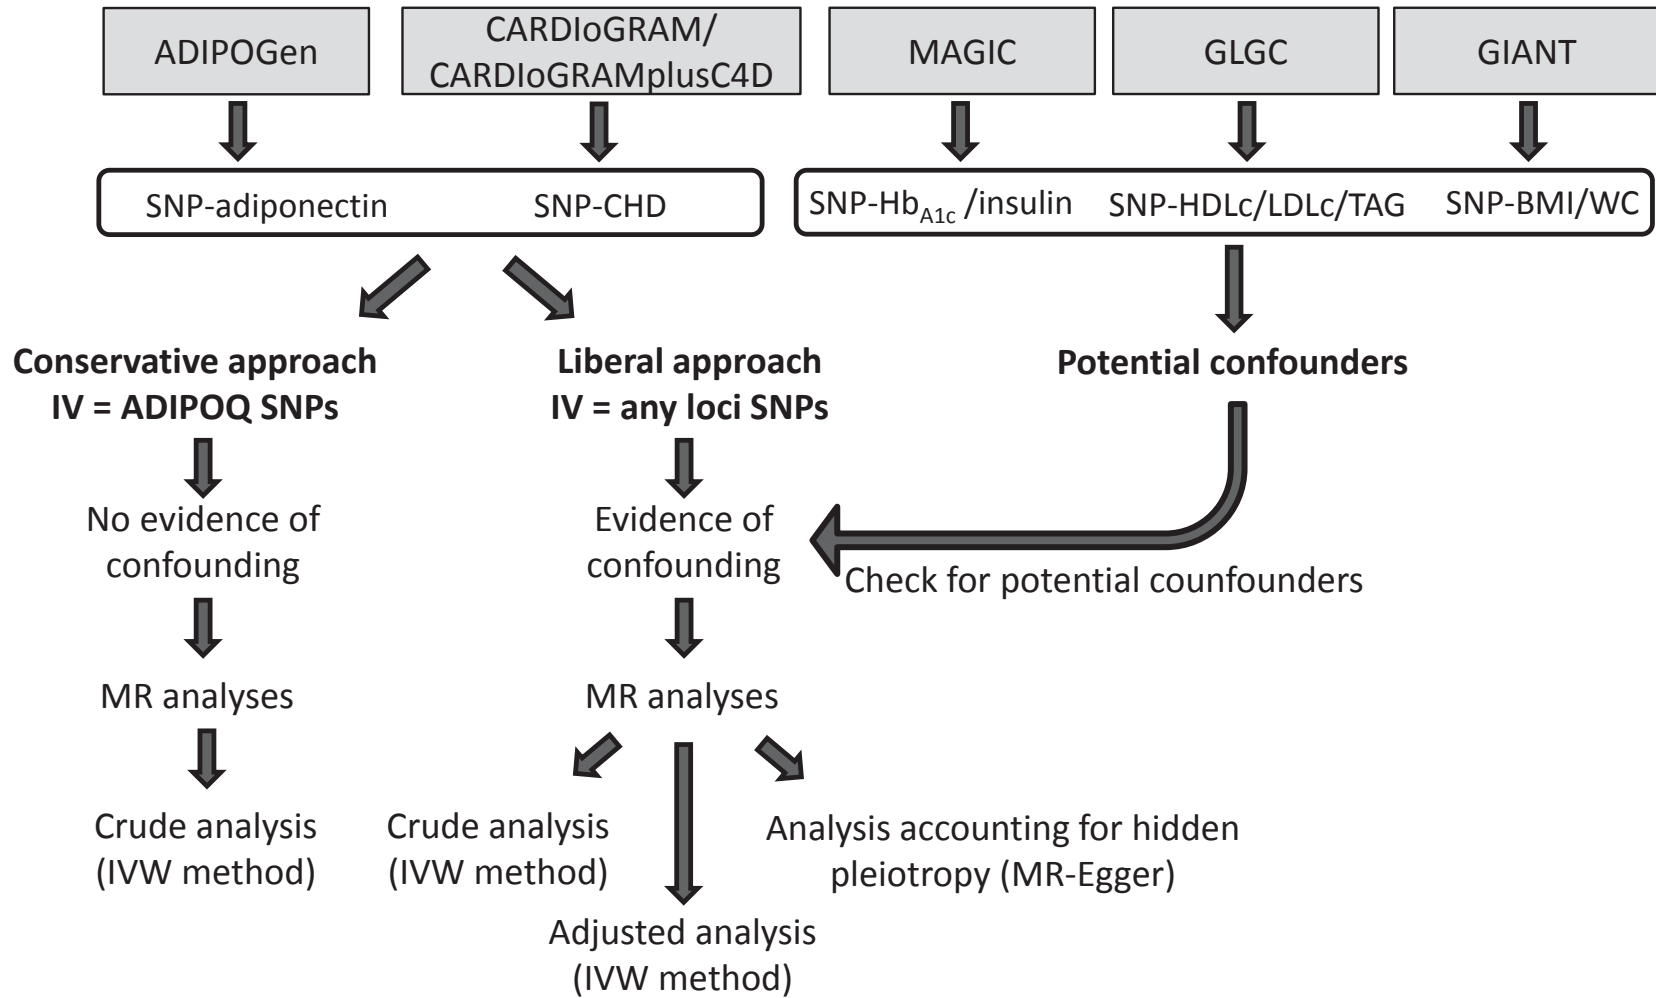 ADIPOGen
CARDIoGRAM/
CARDIoGRAMplusC4D
MAGIC
GLGC
GIANT
SNP-adiponectin
SNP-CHD
SNP-HbA1c /insulin
SNP-HDLc/LDLc/TAG
SNP-BMI/WC
Conservative approach
IV = ADIPOQ SNPs
Liberal approach
IV = any loci SNPs
Potential confounders
No evidence of
confounding
Evidence of
confounding
Check for potential counfounders
MR analyses
MR analyses
Crude analysis
(IVW method)
Crude analysis
(IVW method)
Analysis accounting for hidden
pleiotropy (MR-Egger)
Adjusted analysis
(IVW method)